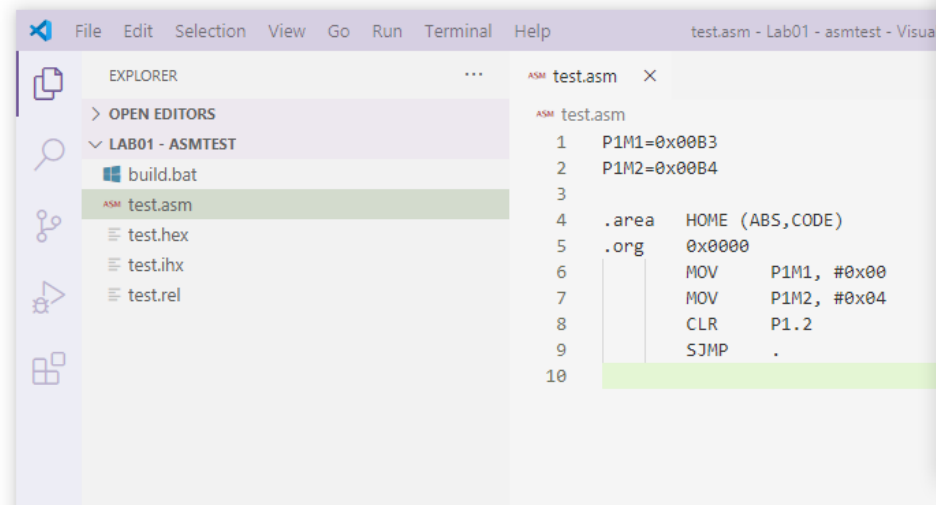 File Edit Selection View Go Run Terminal Help test.asm - Lab01 - asmtest - Visua
EXPLORER ...
OPEN EDITORS
LAB01 - ASMTEST
build.bat
ASM test.asm
test.hex
test.ihx
test.rel
ASM test.asm ×
ASM test.asm
1 P1M1=0x00B3
2 P1M2=0x00B4
3
4 .area HOME (ABS,CODE)
5 .org 0x0000
6 MOV P1M1, #0x00
7 MOV P1M2, #0x04
8 CLR P1.2
9 SJMP .
10